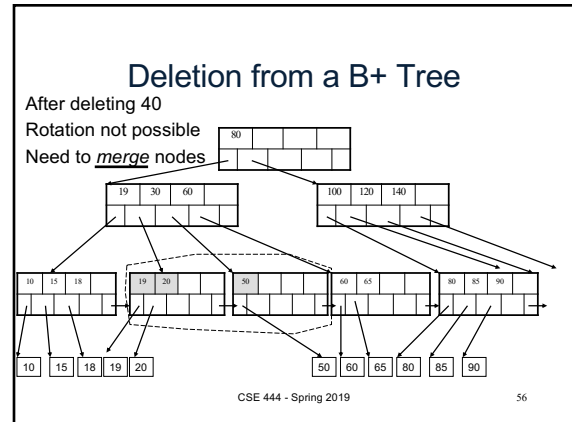 Deletion from a B+ Tree
After deleting 40
Rotation not possible
Need to merge nodes
80
19 30 60
100 120 140
10 15 18
19 20
50
60 65
80 85 90
10 15 18 19 20 50 60 65 80 85 90
CSE 444 - Spring 2019 56